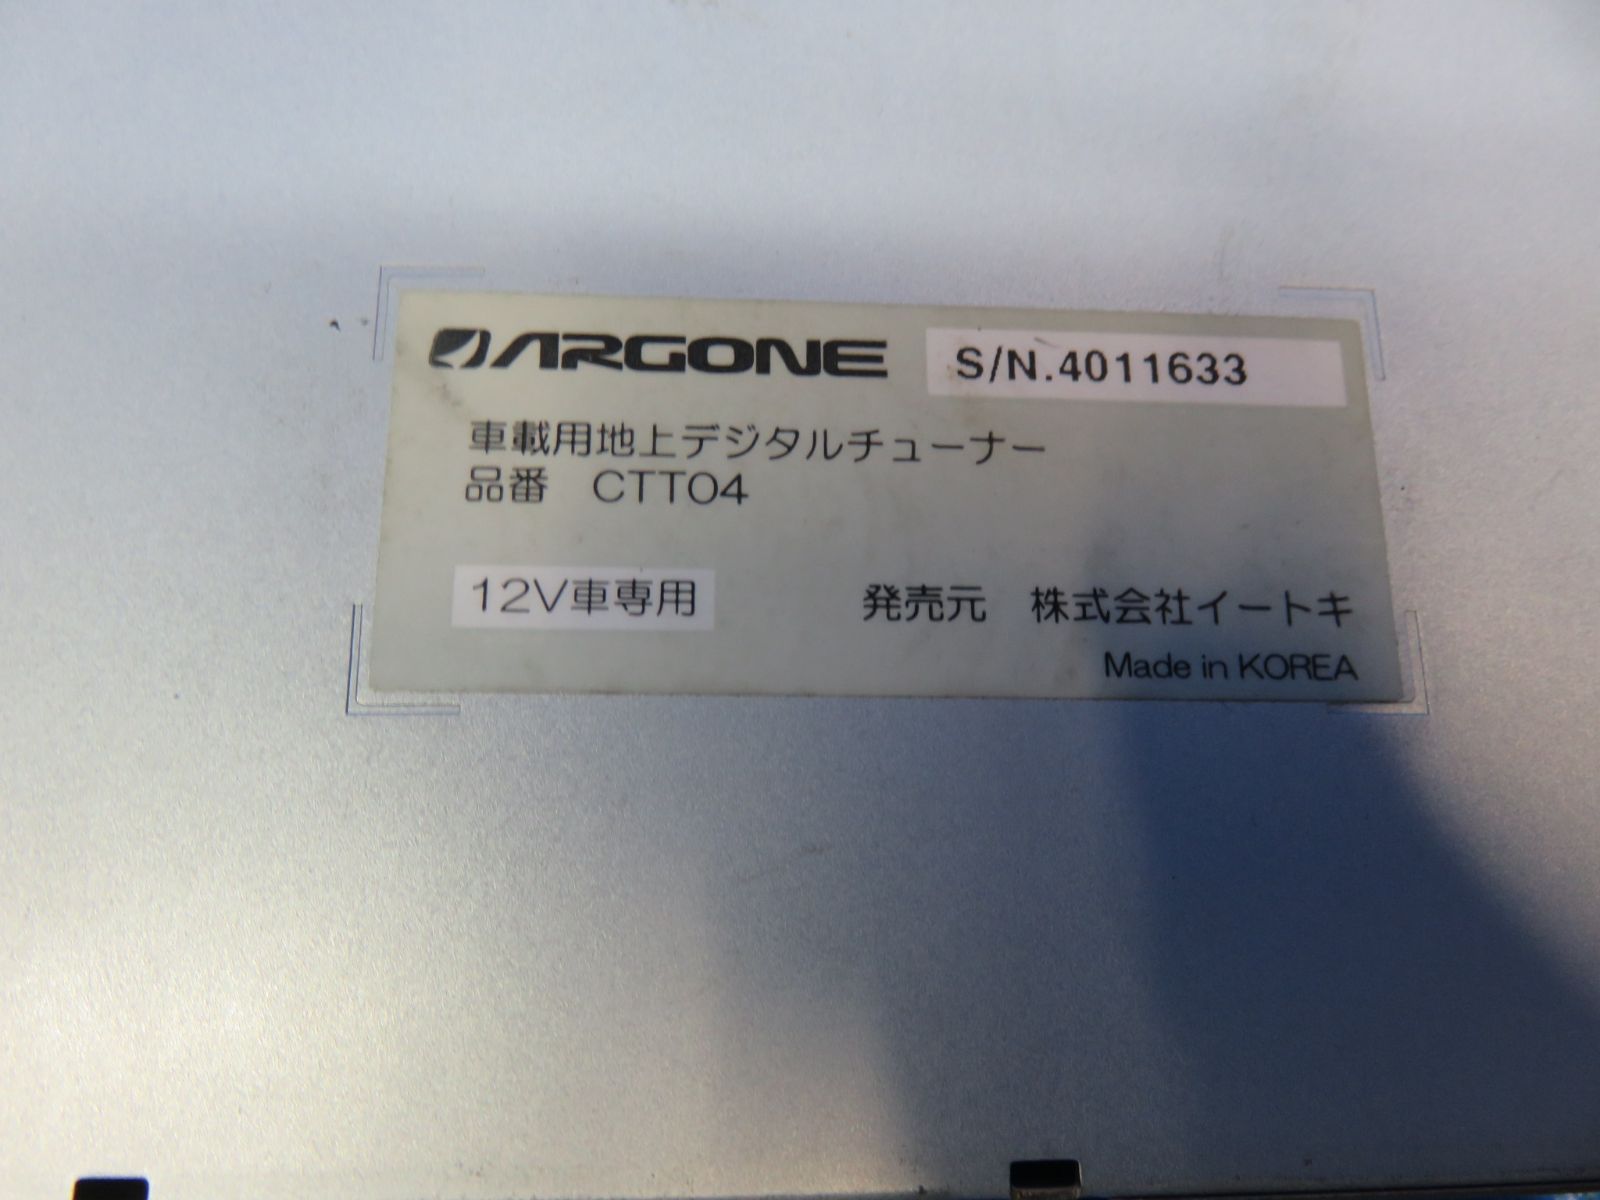 ARGONE S/N.4011633
車載用地上デジタルチューナー
品番 CTT04
12V車専用 発売元 株式会社イートキ
Made in KOREA